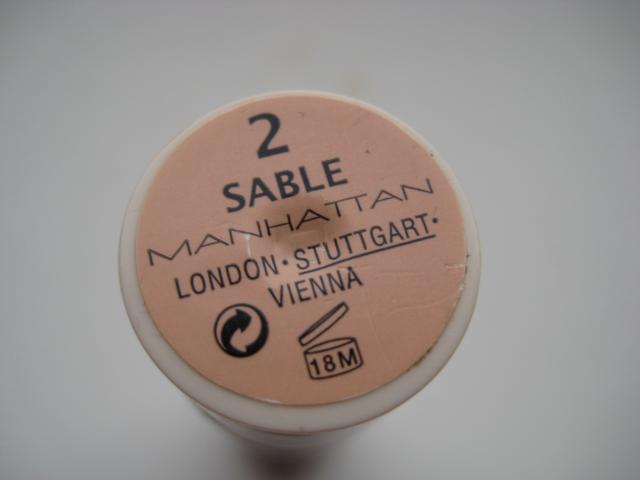 2
SABLE
MANHATTAN
LONDON • STUTTGART •
VIENNA
18M